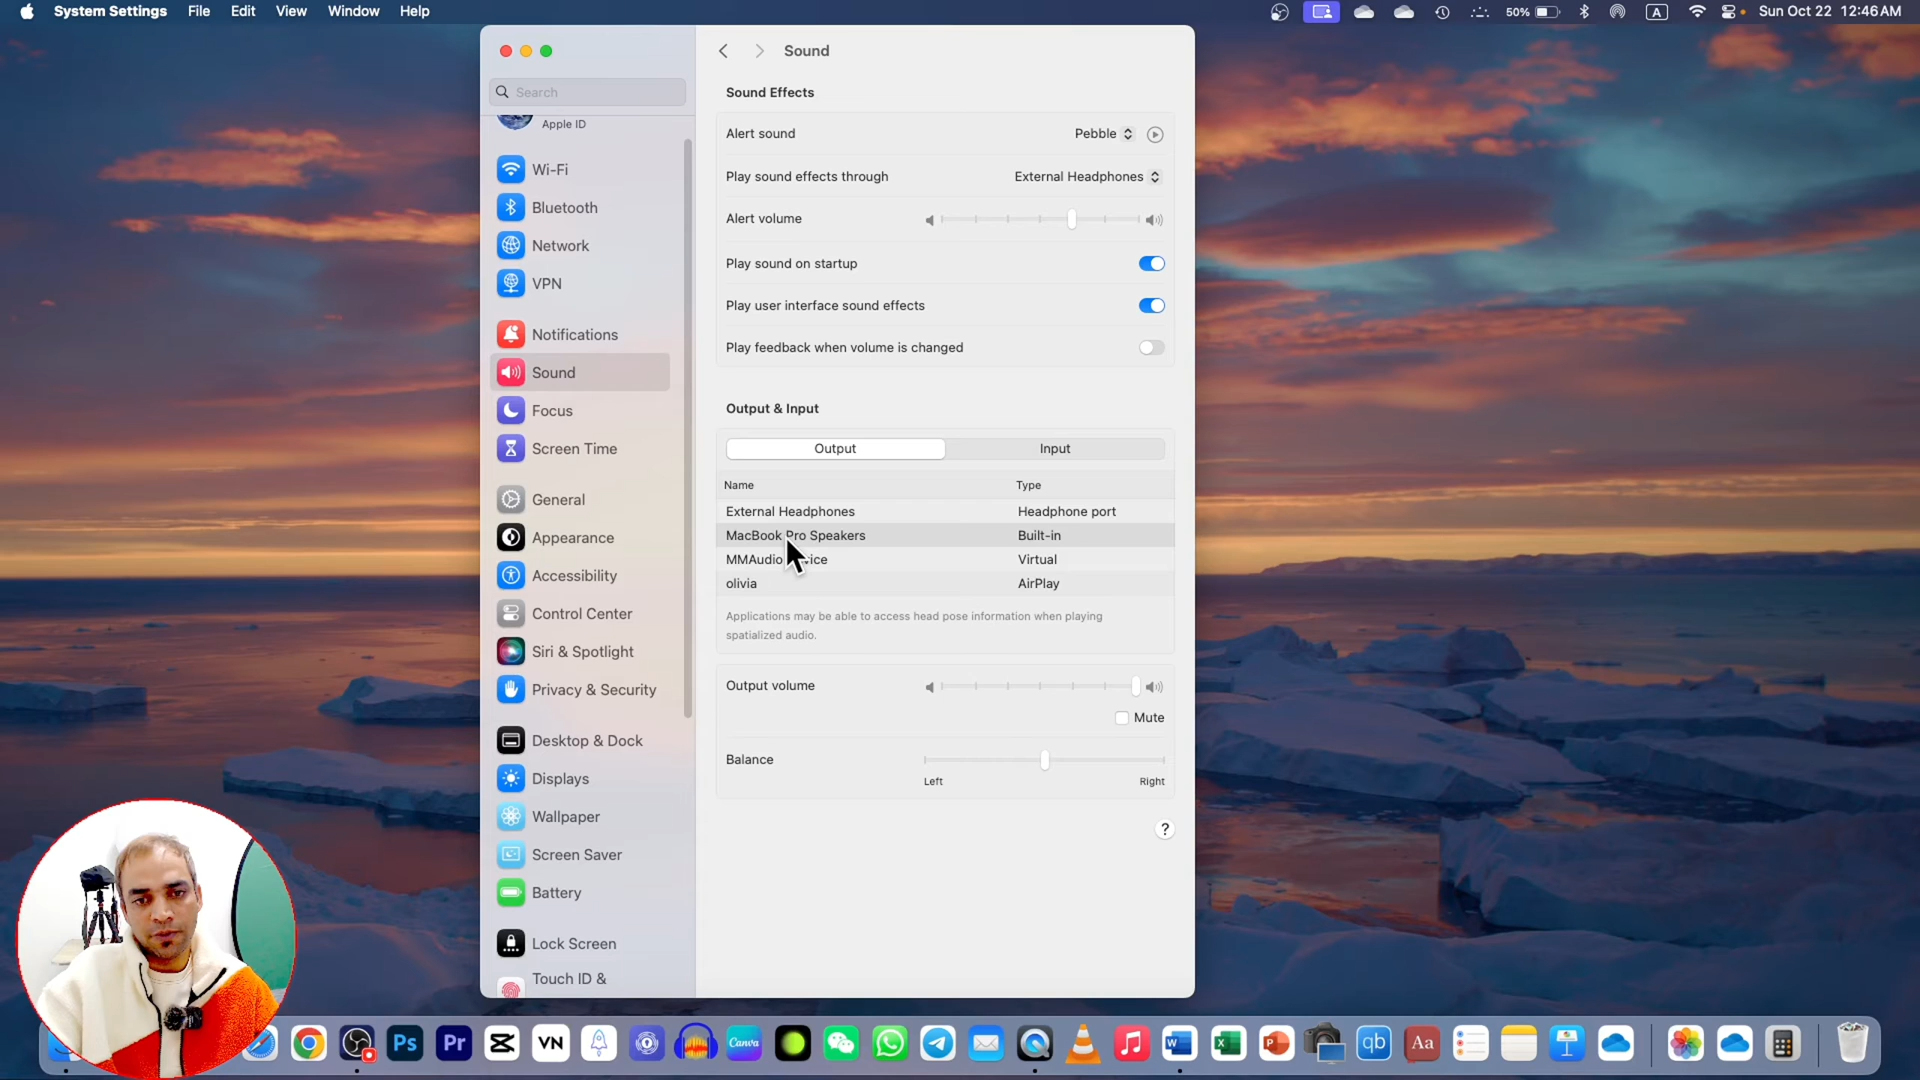 System Settings File Edit View Window Help
50% A Sun Oct 22 12:46AM
Search
Apple ID
Wi-Fi
Bluetooth
Network
VPN
Notifications
Sound
Focus
Screen Time
General
Appearance
Accessibility
Control Center
Siri & Spotlight
Privacy & Security
Desktop & Dock
Displays
Wallpaper
Screen Saver
Battery
Lock Screen
Touch ID &
Sound
Sound Effects
Alert sound Pebble
Play sound effects through External Headphones
Alert volume
Play sound on startup
Play user interface sound effects
Play feedback when volume is changed
Output & Input
Output Input
Name Type
External Headphones Headphone port
MacBook Pro Speakers Built-in
MMAudio Virtual
olivia AirPlay
Applications may be able to access head pose information when playing
spatialized audio.
Output volume
Mute
Balance
Left Right
?
Ps Pr VN Canva W X P qb Aa